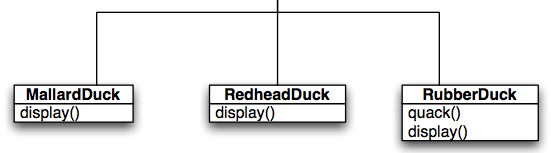 MallardDuck
display()
RedheadDuck
display()
RubberDuck
quack()
display()